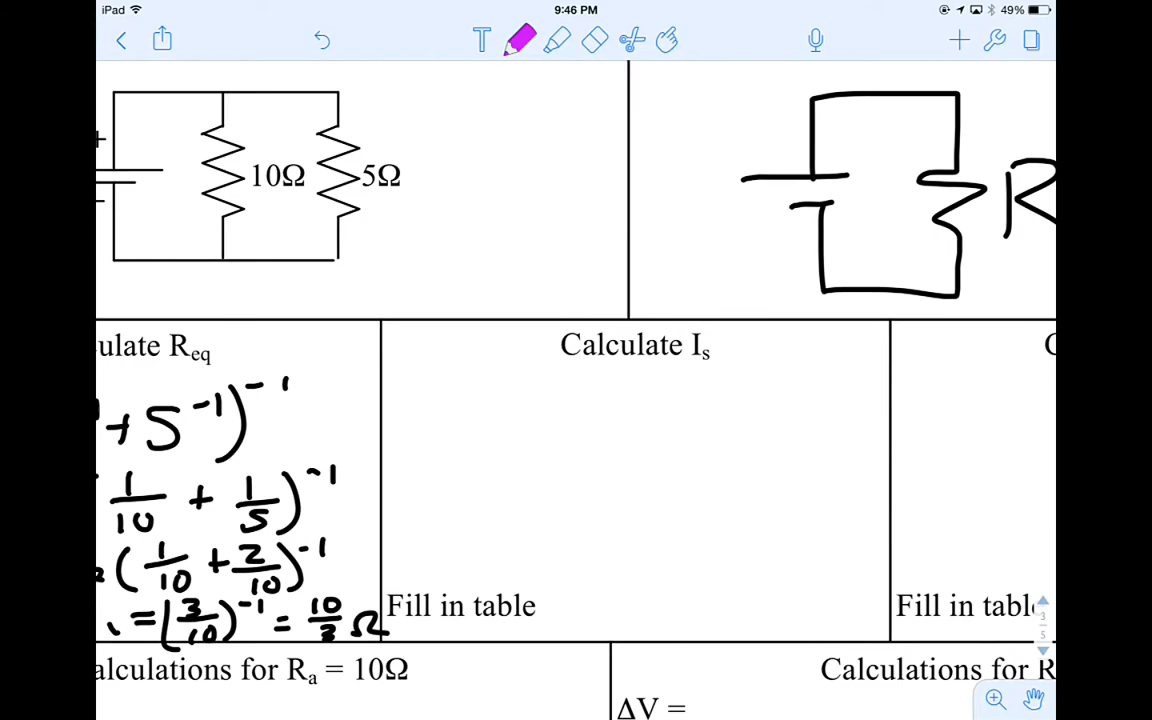 iPad 9:46 PM 49%
T
+
10Ω 5Ω
-
R
ulate Req
Calculate Is
+ 5⁻¹)⁻¹
1/10 + 1/5)⁻¹
(1/10 + 2/10)⁻¹
= (3/10)⁻¹ = 10/3 Ω
Fill in table
Fill in tabl
3
5
alculations for Ra = 10Ω
Calculations for R
ΔV =